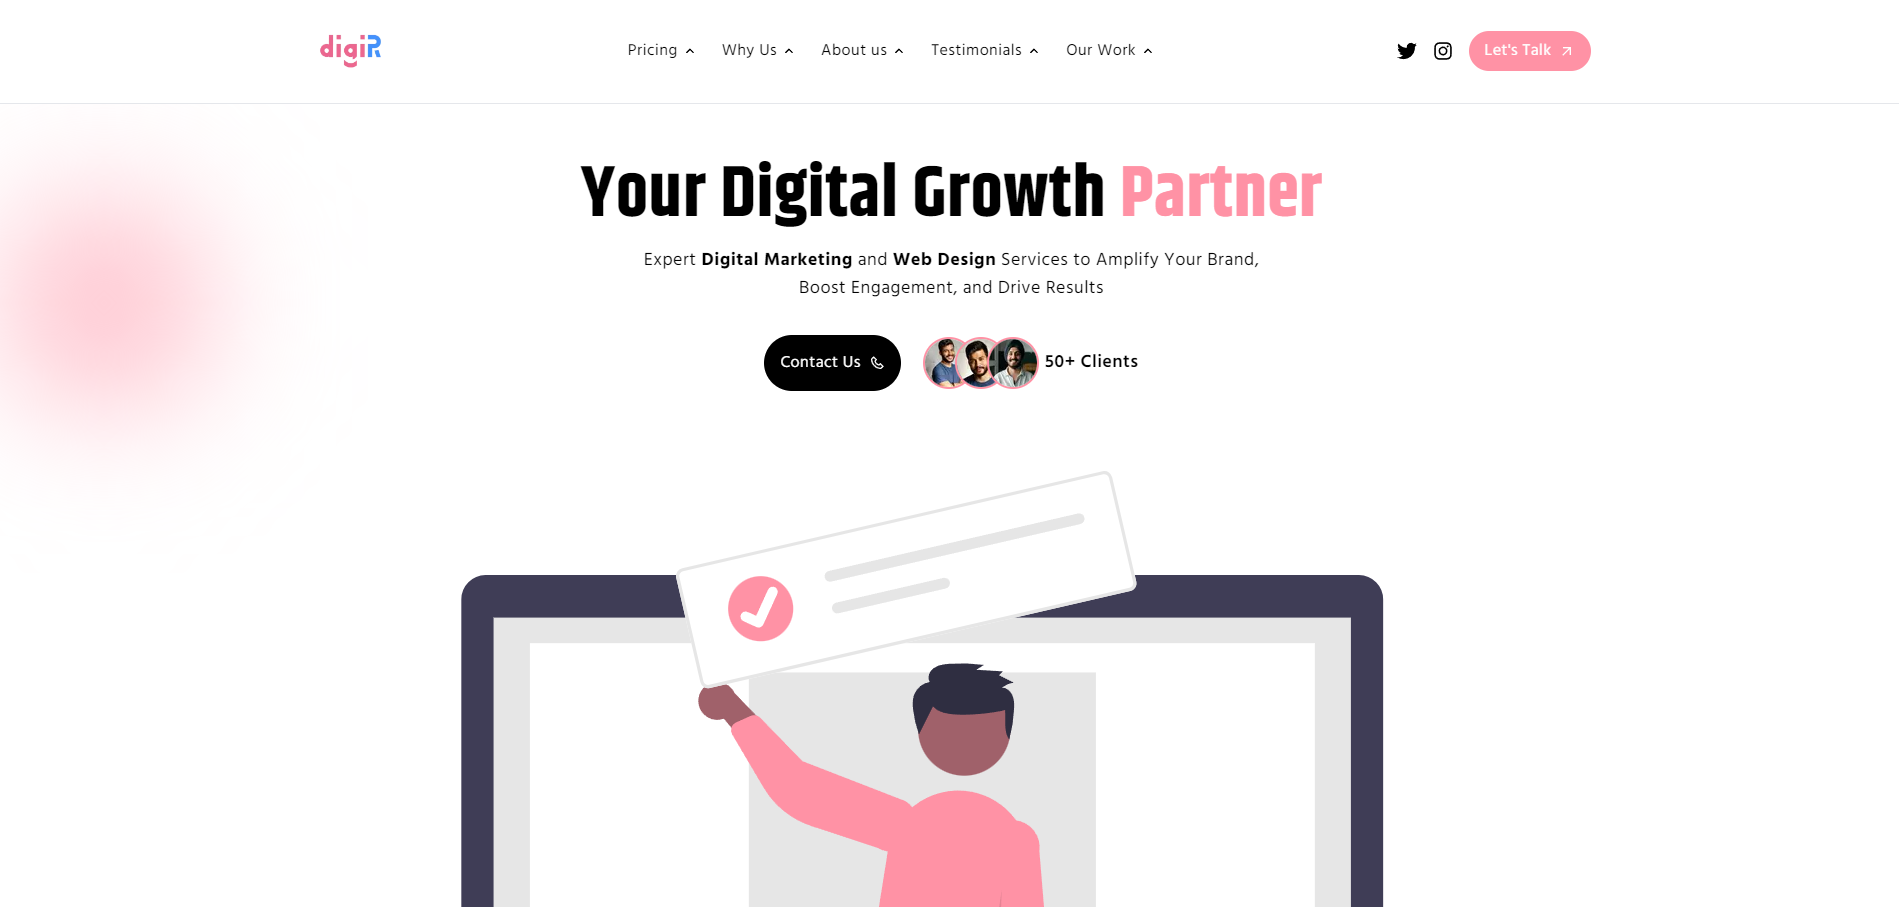 digiR
Pricing
Why Us
About us
Testimonials
Our Work
Let's Talk
Your Digital Growth Partner
Expert Digital Marketing and Web Design Services to Amplify Your Brand,
Boost Engagement, and Drive Results
Contact Us
50+ Clients